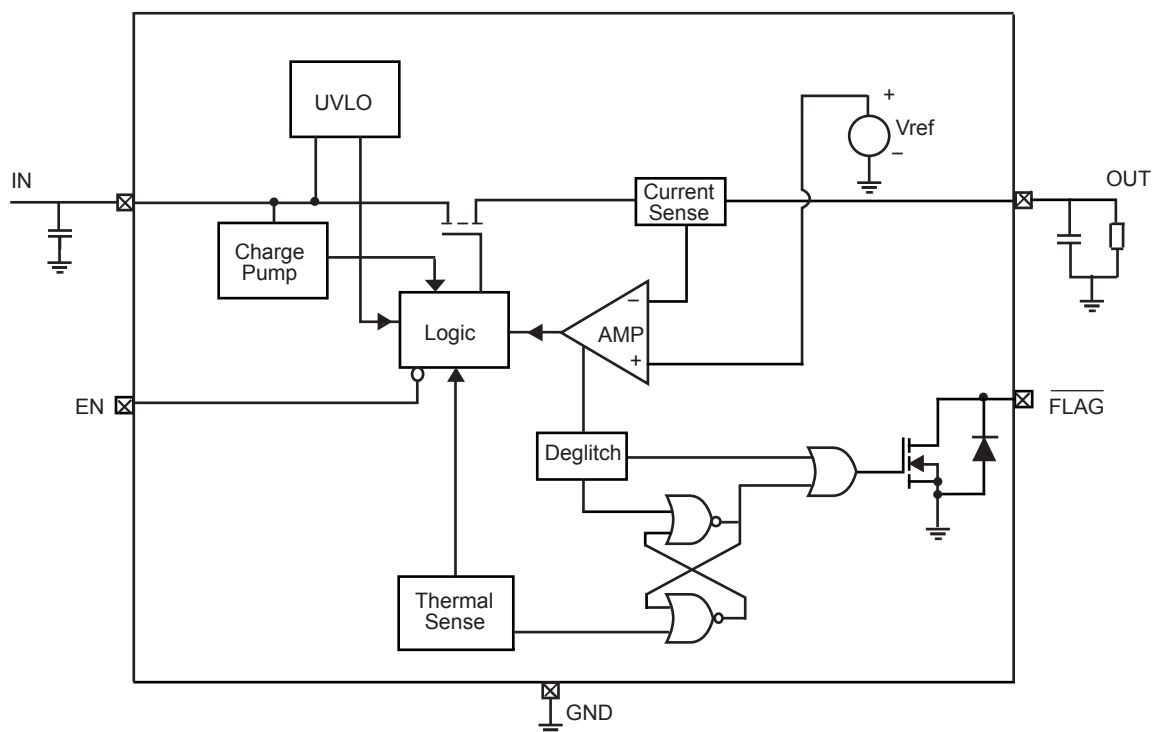 UVLO
+
Vref
–
IN
OUT
Current
Sense
Charge
Pump
–
AMP
+
Logic
EN
FLAG
Deglitch
Thermal
Sense
GND